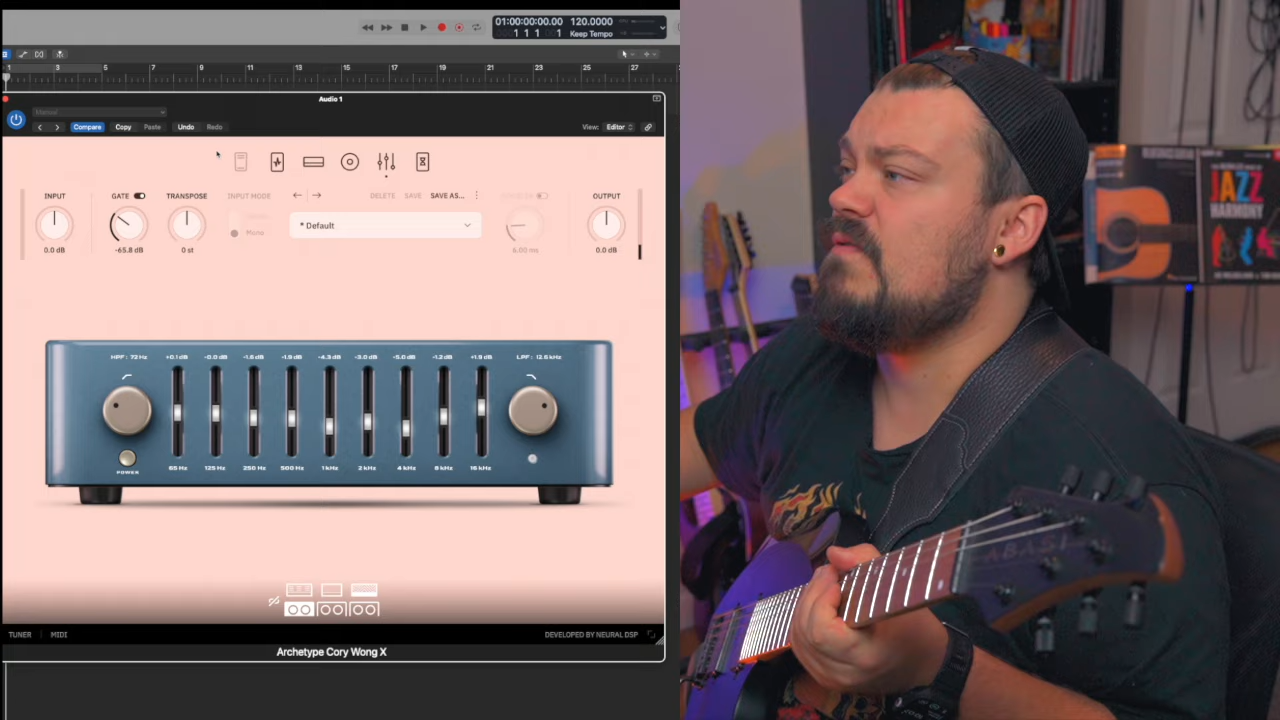 01:00:00:00.00 120.0000
1 1 1 1 Keep Tempo
1 3 5 7 9 11 13 15 17 19 21 23 25 27
Audio 1
Manual
Compare Copy Paste Undo Redo View: Editor
INPUT GATE TRANSPOSE INPUT MODE DELETE SAVE SAVE AS... OUTPUT
* Default
Mono
0.0 dB -65.8 dB 0 st 6.00 ms 0.0 dB
HPF: 72 Hz +0.1 dB -0.0 dB -1.6 dB -1.9 dB -4.3 dB -3.0 dB -5.0 dB -1.2 dB +1.9 dB LPF: 12.6 kHz
POWER 65 Hz 125 Hz 250 Hz 500 Hz 1 kHz 2 kHz 4 kHz 8 kHz 16 kHz
TUNER MIDI DEVELOPED BY NEURAL DSP
Archetype Cory Wong X
JAZZ
HARMONY
ABASI